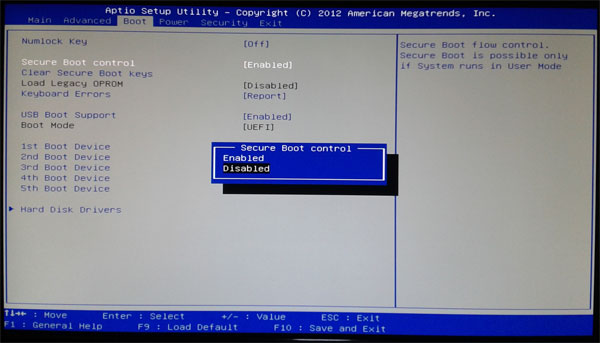 Aptio Setup Utility - Copyright (C) 2012 American Megatrends, Inc.
Main Advanced Boot Power Security Exit
Numlock Key [Off]
Secure Boot control [Enabled]
Clear Secure Boot keys
Load Legacy OPROM [Disabled]
Keyboard Errors [Report]
USB Boot Support [Enabled]
Boot Mode [UEFI]
1st Boot Device
2nd Boot Device
3rd Boot Device
4th Boot Device
5th Boot Device
Hard Disk Drivers
Secure Boot control
Enabled
Disabled
Secure Boot flow control.
Secure Boot is possible only
if System runs in User Mode
↑↓→← : Move Enter : Select +/- : Value ESC : Exit
F1 : General Help F9 : Load Default F10 : Save and Exit